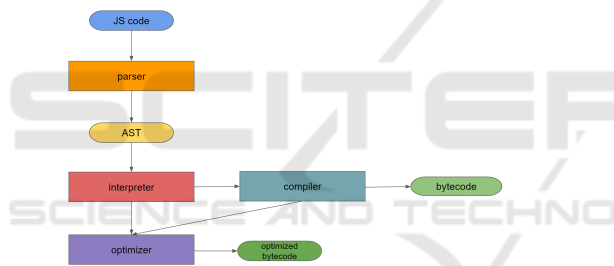 JS code
parser
AST
interpreter
compiler
bytecode
optimizer
optimized
bytecode
SCIENCE AND TECHNO